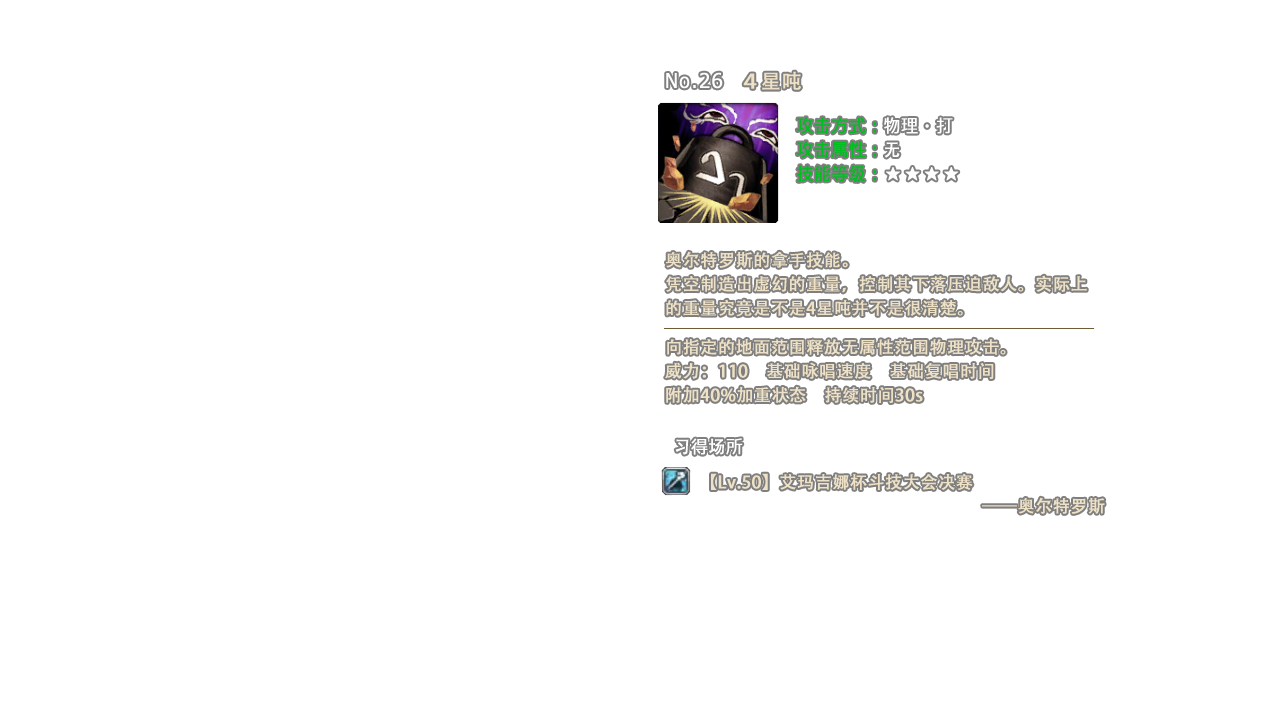 No.26 4星吨
攻击方式：物理·打
攻击属性：无
技能等级：☆☆☆☆
奥尔特罗斯的拿手技能。
凭空制造出虚幻的重量，控制其下落压迫敌人。实际上
的重量究竟是不是4星吨并不是很清楚。
向指定的地面范围释放无属性范围物理攻击。
威力：110 基础咏唱速度 基础复唱时间
附加40%加重状态 持续时间30s
习得场所
【Lv.50】艾玛吉娜杯斗技大会决赛
——奥尔特罗斯